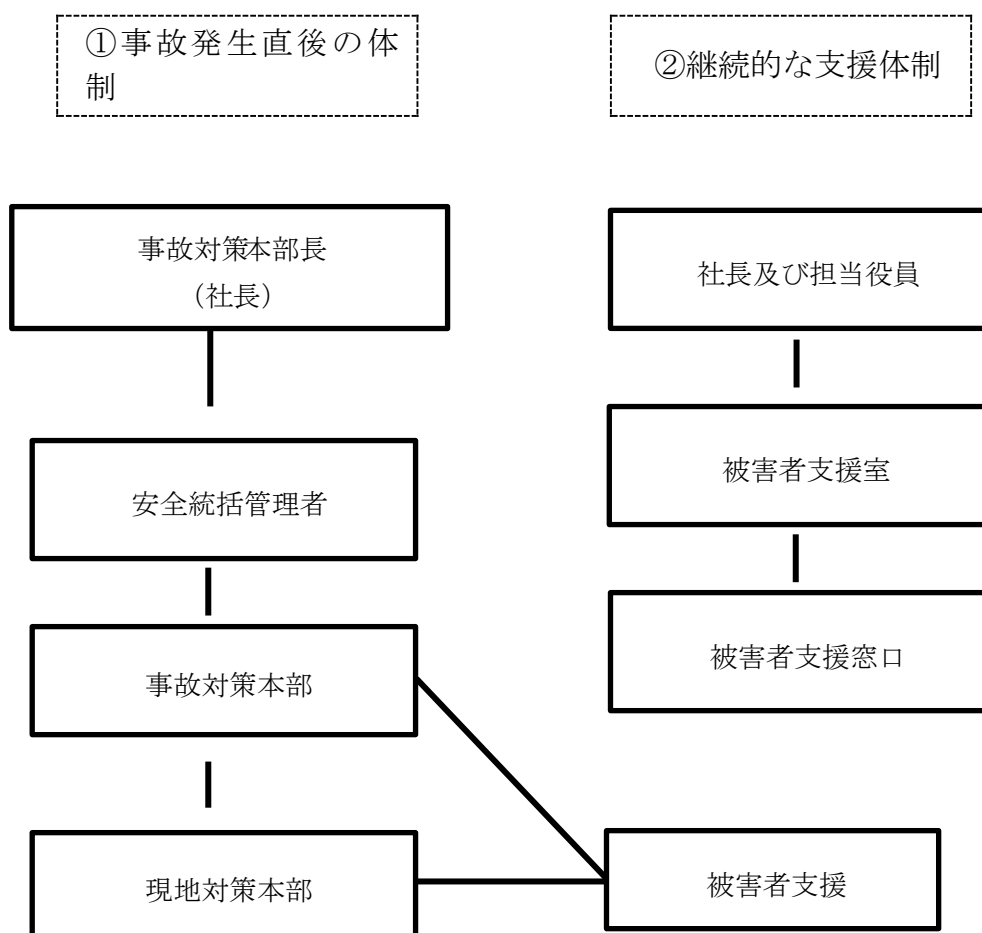 ①事故発生直後の体
制
②継続的な支援体制
事故対策本部長
（社長）
安全統括管理者
事故対策本部
現地対策本部
社長及び担当役員
被害者支援室
被害者支援窓口
被害者支援